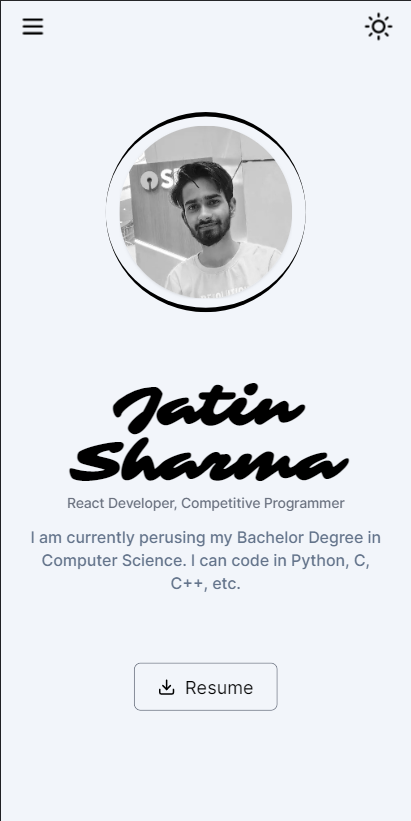 Jatin
Sharma
React Developer, Competitive Programmer
I am currently perusing my Bachelor Degree in
Computer Science. I can code in Python, C,
C++, etc.
Resume